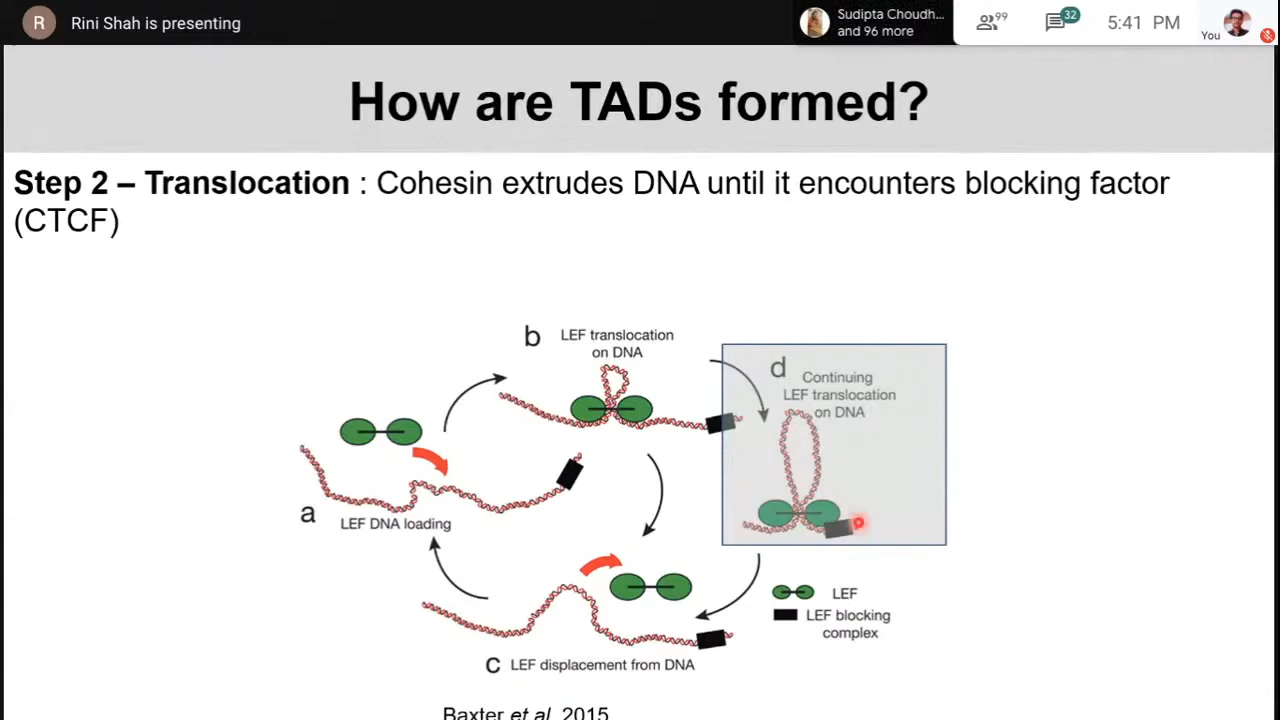 R
Rini Shah is presenting
Sudipta Choudh...
and 96 more
99
32
5:41 PM
You
How are TADs formed?
Step 2 – Translocation : Cohesin extrudes DNA until it encounters blocking factor
(CTCF)
b
LEF translocation
on DNA
d
Continuing
LEF translocation
on DNA
a
LEF DNA loading
LEF
LEF blocking
complex
c LEF displacement from DNA
Baxter et al. 2015